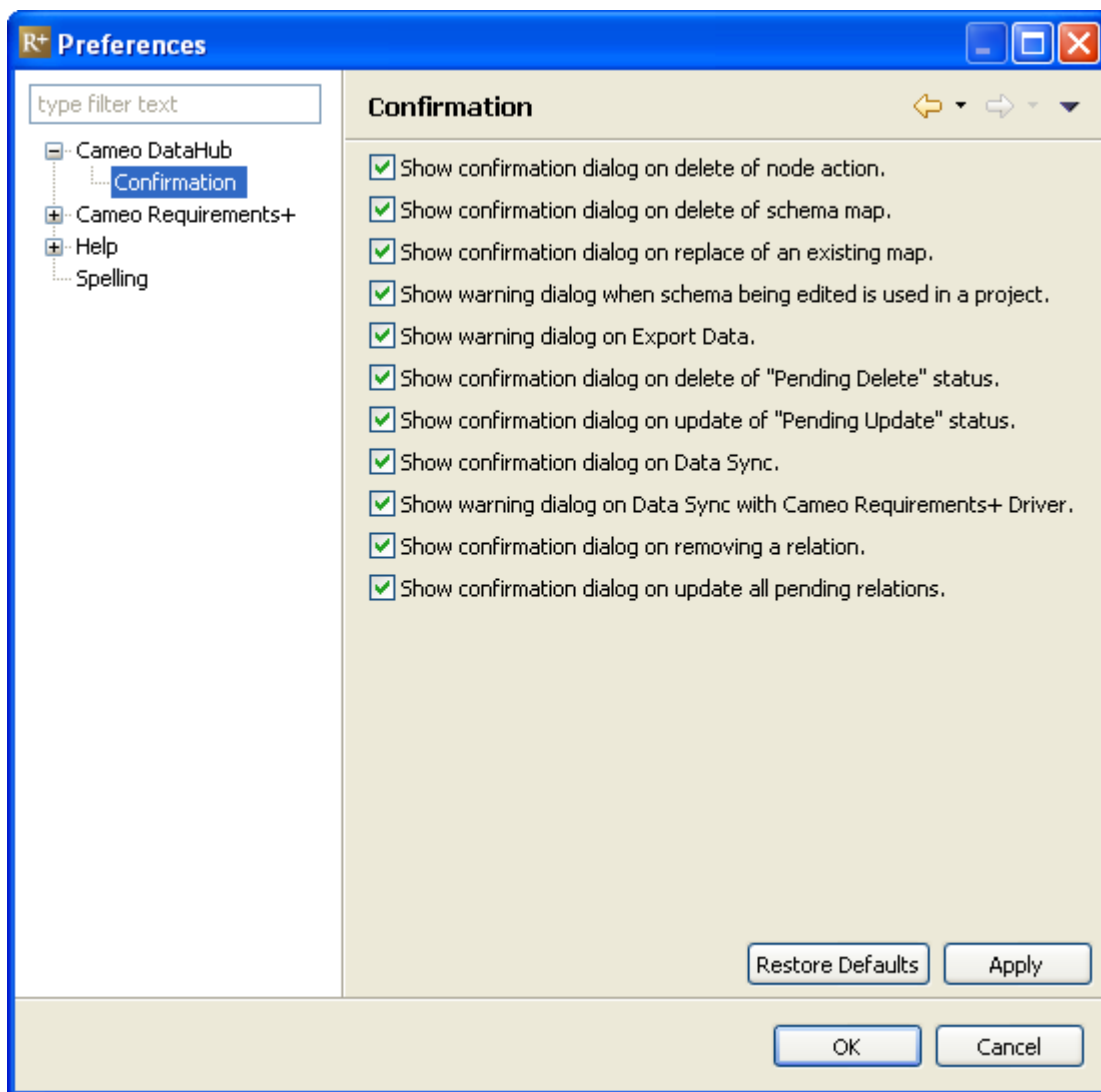 R+ Preferences
type filter text
Cameo DataHub
Confirmation
Cameo Requirements+
Help
Spelling
Confirmation
Show confirmation dialog on delete of node action.
Show confirmation dialog on delete of schema map.
Show confirmation dialog on replace of an existing map.
Show warning dialog when schema being edited is used in a project.
Show warning dialog on Export Data.
Show confirmation dialog on delete of "Pending Delete" status.
Show confirmation dialog on update of "Pending Update" status.
Show confirmation dialog on Data Sync.
Show warning dialog on Data Sync with Cameo Requirements+ Driver.
Show confirmation dialog on removing a relation.
Show confirmation dialog on update all pending relations.
Restore Defaults Apply
OK Cancel